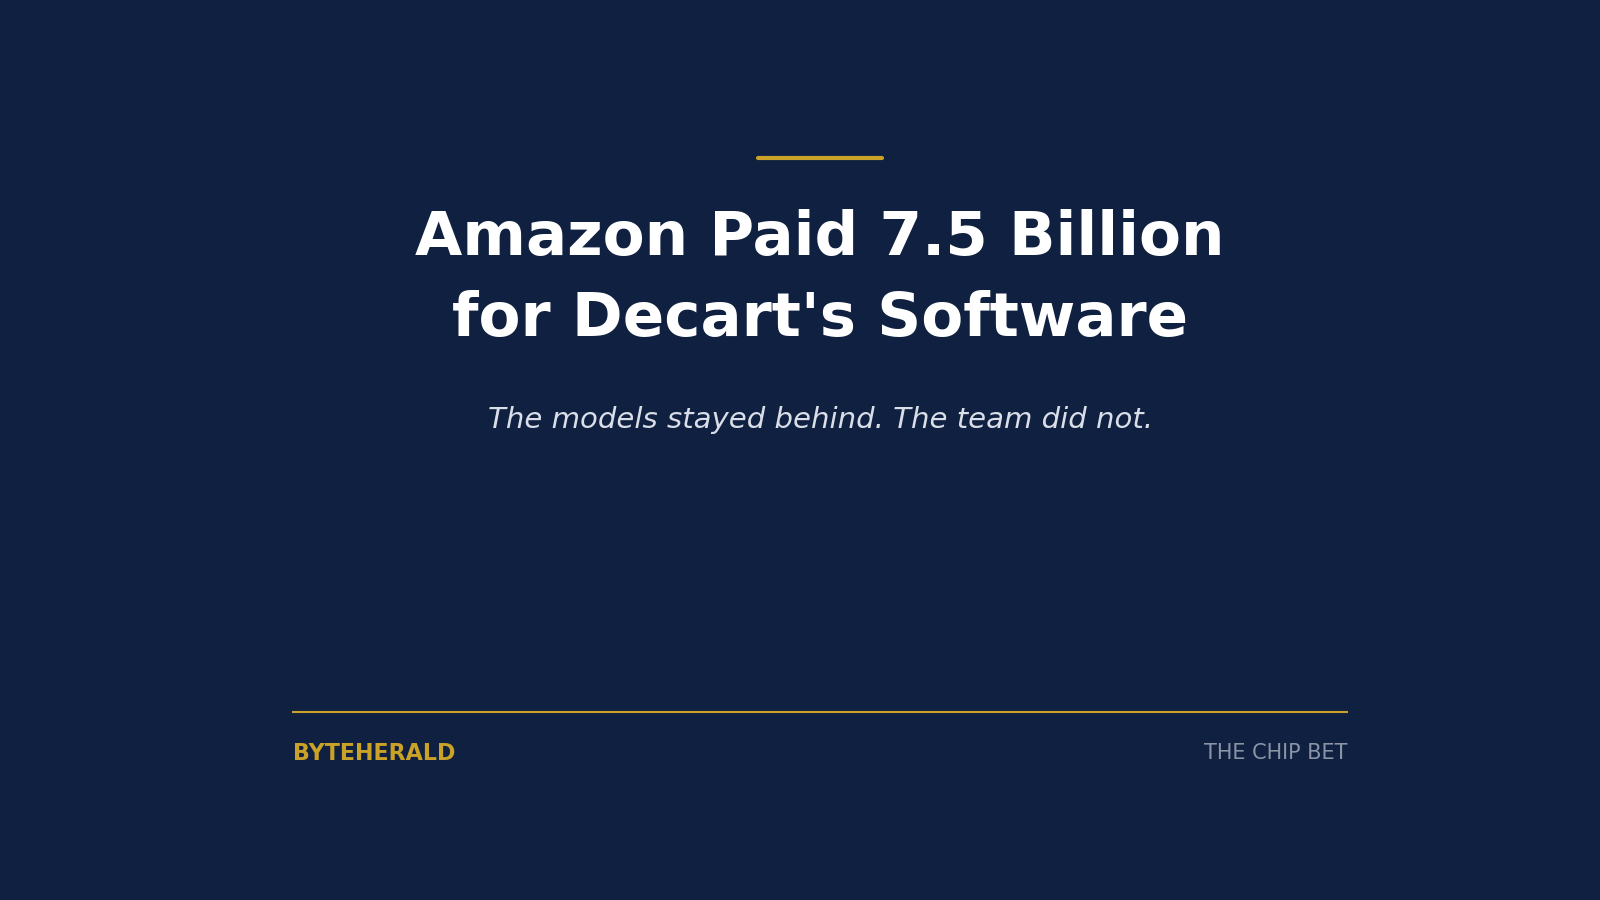 Amazon Paid 7.5 Billion
for Decart's Software
The models stayed behind. The team did not.
BYTEHERALD
THE CHIP BET